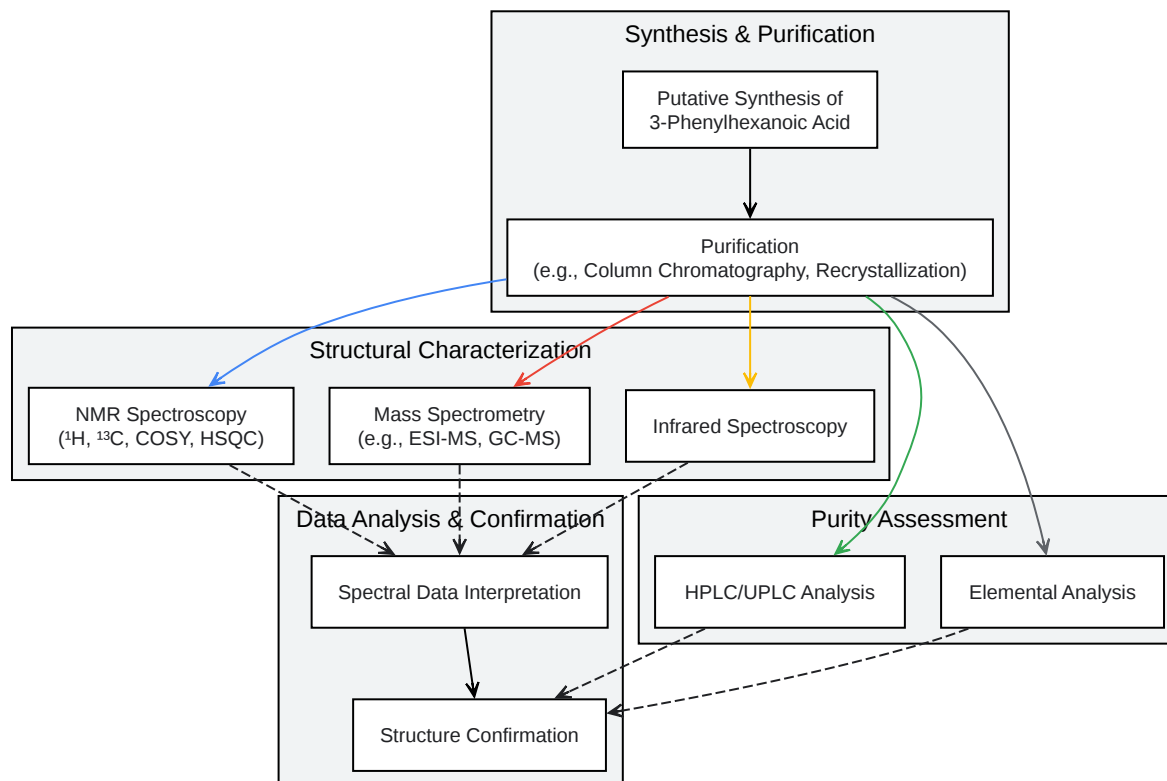 Synthesis & Purification
Putative Synthesis of
3-Phenylhexanoic Acid
Purification
(e.g., Column Chromatography, Recrystallization)
Structural Characterization
NMR Spectroscopy
(¹H, ¹³C, COSY, HSQC)
Mass Spectrometry
(e.g., ESI-MS, GC-MS)
Infrared Spectroscopy
Data Analysis & Confirmation
Purity Assessment
Spectral Data Interpretation
HPLC/UPLC Analysis
Elemental Analysis
Structure Confirmation